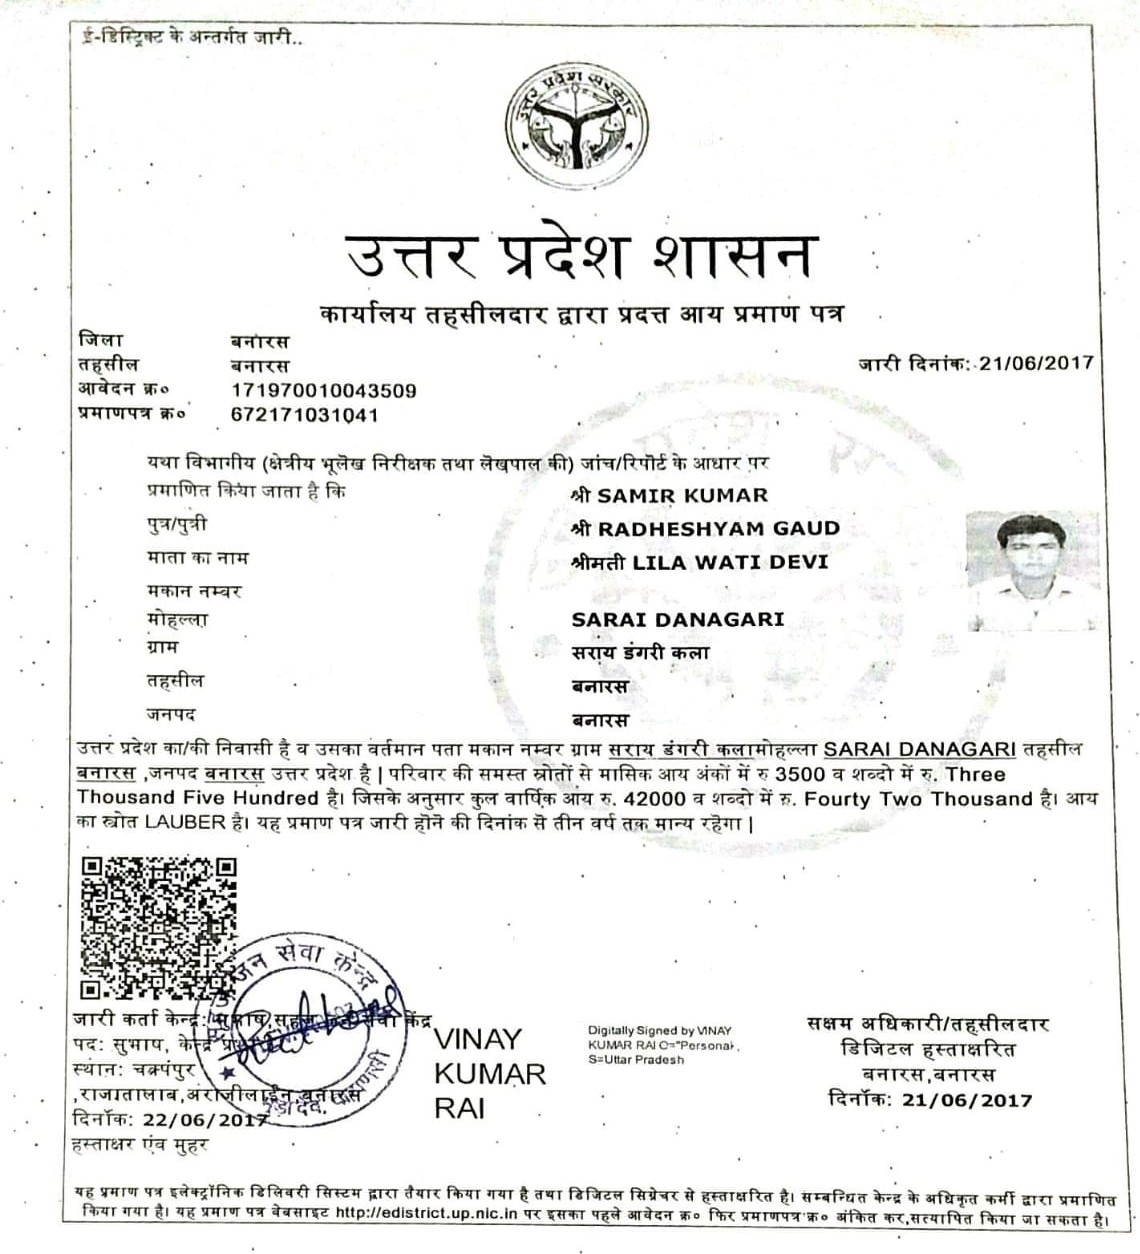 ई-डिस्ट्रिक्ट के अन्तर्गत जारी..
उत्तर प्रदेश सरकार
उत्तर प्रदेश शासन
कार्यालय तहसीलदार द्वारा प्रदत्त आय प्रमाण पत्र
जिला बनारस
तहसील बनारस जारी दिनांक: 21/06/2017
आवेदन क्र० 171970010043509
प्रमाणपत्र क्र० 672171031041
यथा विभागीय (क्षेत्रीय भूलेख निरीक्षक तथा लेखपाल की) जांच/रिपोर्ट के आधार पर
प्रमाणित किया जाता है कि श्री SAMIR KUMAR
पुत्र/पुत्री श्री RADHESHYAM GAUD
माता का नाम श्रीमती LILA WATI DEVI
मकान नम्बर
मोहल्ला SARAI DANAGARI
ग्राम सराय डंगरी कला
तहसील बनारस
जनपद बनारस
उत्तर प्रदेश का/की निवासी है व उसका वर्तमान पता मकान नम्बर ग्राम सराय डंगरी कलामोहल्ला SARAI DANAGARI तहसील
बनारस ,जनपद बनारस उत्तर प्रदेश है | परिवार की समस्त स्रोतों से मासिक आय अंकों में रु 3500 व शब्दो में रु. Three
Thousand Five Hundred है। जिसके अनुसार कुल वार्षिक आय रु. 42000 व शब्दो में रु. Fourty Two Thousand है। आय
का स्रोत LAUBER है। यह प्रमाण पत्र जारी होने की दिनांक से तीन वर्ष तक मान्य रहेगा |
जन सेवा केन्द्र
जारी कर्ता केन्द्र: सुभाष,सहज जन सेवा केंद्र
पद: सुभाष, केन्द्र
स्थान: चक्रपंपुर
,राजातालाब,अराजीलाईन,बनारस
दिनॉक: 22/06/2017
हस्ताक्षर एंव मुहर
VINAY
KUMAR
RAI
Digitally Signed by VINAY
KUMAR RAI C="Personal,
S=Uttar Pradesh
सक्षम अधिकारी/तहसीलदार
डिजिटल हस्ताक्षरित
बनारस,बनारस
दिनॉक: 21/06/2017
यह प्रमाण पत्र इलेक्ट्रॉनिक डिलिवरी सिस्टम द्वारा तैयार किया गया है तथा डिजिटल सिग्नेचर से हस्ताक्षरित है। सम्बन्धित केन्द्र के अधिकृत कर्मी द्वारा प्रमाणित
किया गया है। यह प्रमाण पत्र वेबसाइट http://edistrict.up.nic.in पर इसका पहले आवेदन क्र० फिर प्रमाणपत्र क्र० अंकित कर,सत्यापित किया जा सकता है।